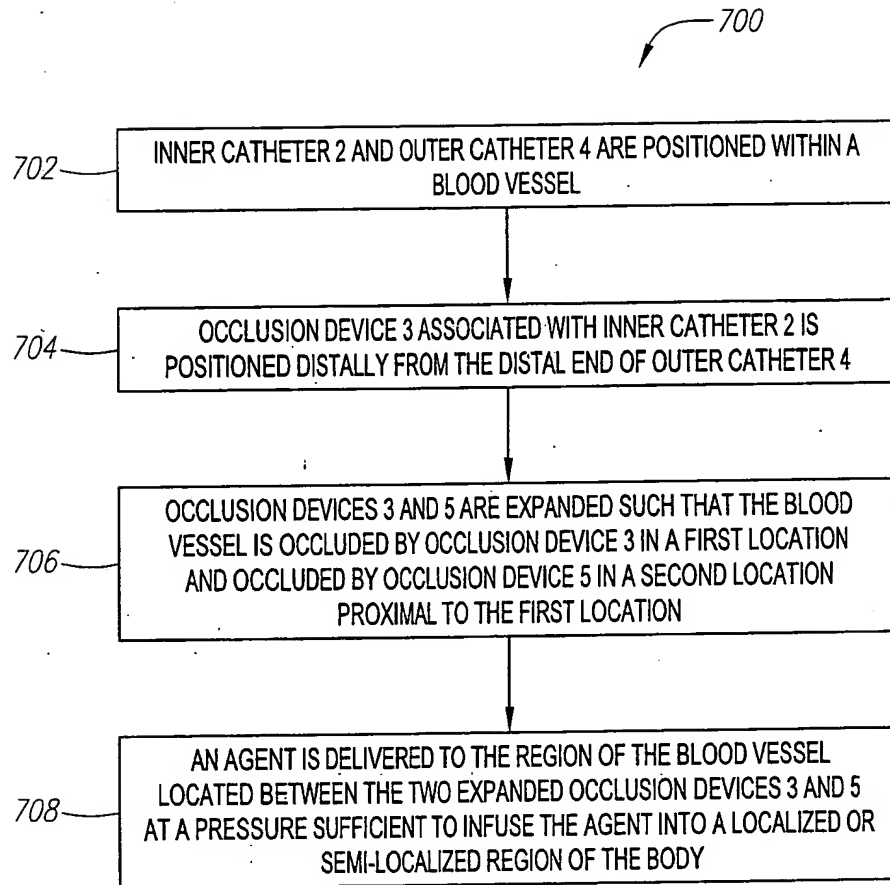 700
702
INNER CATHETER 2 AND OUTER CATHETER 4 ARE POSITIONED WITHIN A
BLOOD VESSEL
704
OCCLUSION DEVICE 3 ASSOCIATED WITH INNER CATHETER 2 IS
POSITIONED DISTALLY FROM THE DISTAL END OF OUTER CATHETER 4
706
OCCLUSION DEVICES 3 AND 5 ARE EXPANDED SUCH THAT THE BLOOD
VESSEL IS OCCLUDED BY OCCLUSION DEVICE 3 IN A FIRST LOCATION
AND OCCLUDED BY OCCLUSION DEVICE 5 IN A SECOND LOCATION
PROXIMAL TO THE FIRST LOCATION
708
AN AGENT IS DELIVERED TO THE REGION OF THE BLOOD VESSEL
LOCATED BETWEEN THE TWO EXPANDED OCCLUSION DEVICES 3 AND 5
AT A PRESSURE SUFFICIENT TO INFUSE THE AGENT INTO A LOCALIZED OR
SEMI-LOCALIZED REGION OF THE BODY